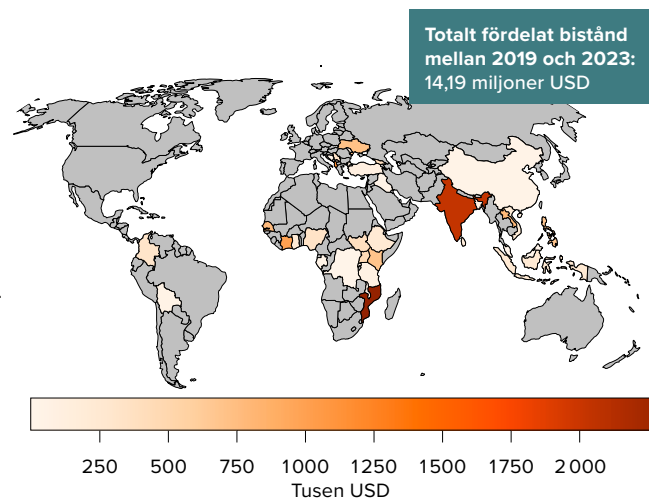 Totalt fördelat bistånd
mellan 2019 och 2023:
14,19 miljoner USD
250 500 750 1000 1250 1500 1750 2000
Tusen USD